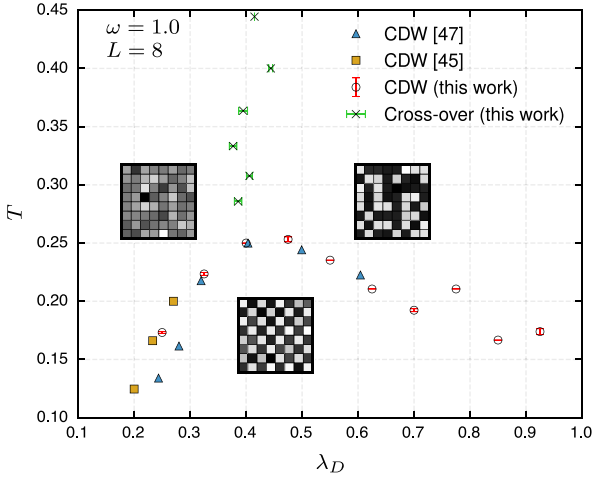 ω = 1.0
L = 8
CDW [47]
CDW [45]
CDW (this work)
Cross-over (this work)
T
0.45
0.40
0.35
0.30
0.25
0.20
0.15
0.10
0.1 0.2 0.3 0.4 0.5 0.6 0.7 0.8 0.9 1.0
λ_D